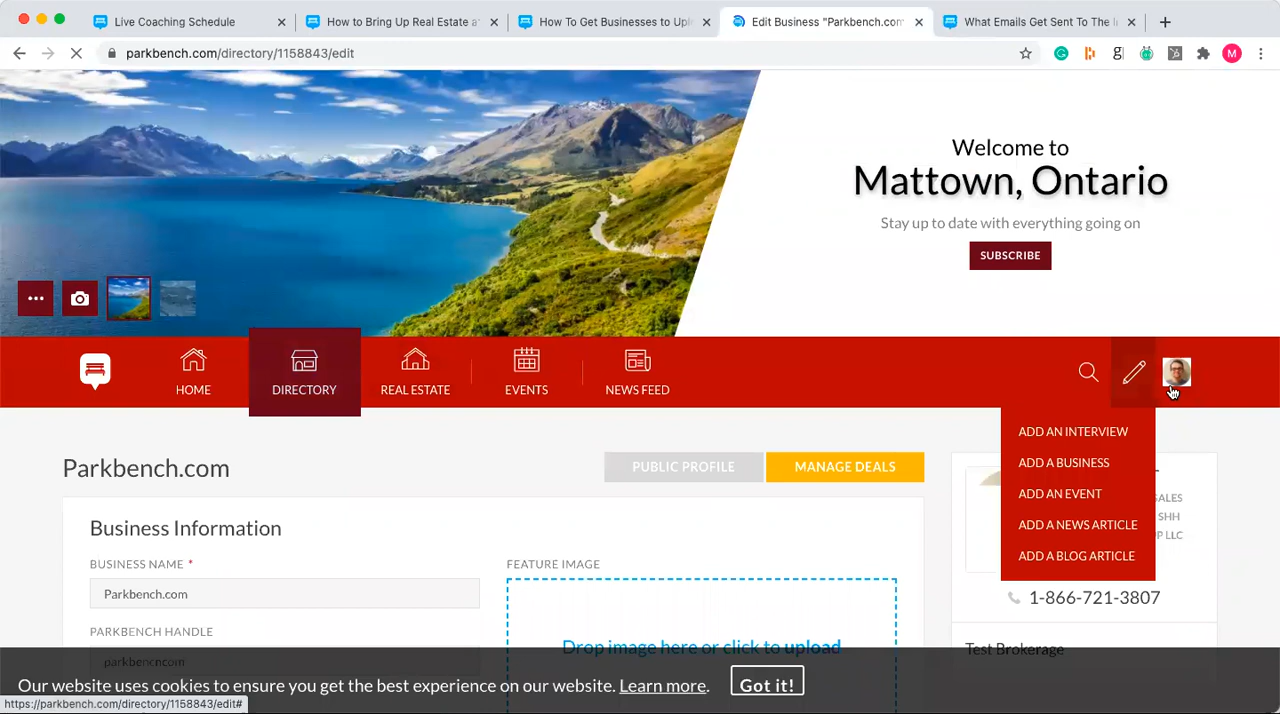 Live Coaching Schedule
How to Bring Up Real Estate a
How To Get Businesses to Upl
Edit Business "Parkbench.com
What Emails Get Sent To The I
parkbench.com/directory/1158843/edit
M
Welcome to
Mattown, Ontario
Stay up to date with everything going on
SUBSCRIBE
HOME
DIRECTORY
REAL ESTATE
EVENTS
NEWS FEED
ADD AN INTERVIEW
ADD A BUSINESS
ADD AN EVENT
ADD A NEWS ARTICLE
ADD A BLOG ARTICLE
Parkbench.com
PUBLIC PROFILE
MANAGE DEALS
SALES
SHH
UP LLC
1-866-721-3807
Test Brokerage
Business Information
BUSINESS NAME *
Parkbench.com
PARKBENCH HANDLE
parkbenchcom
FEATURE IMAGE
Drop image here or click to upload
Our website uses cookies to ensure you get the best experience on our website. Learn more.
Got it!
https://parkbench.com/directory/1158843/edit#